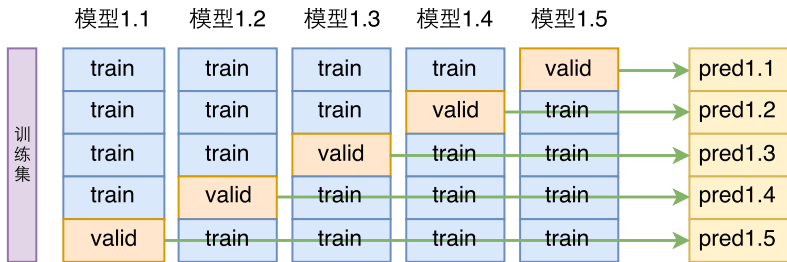 模型1.1 模型1.2 模型1.3 模型1.4 模型1.5
训练集
train train train train valid pred1.1
train train train valid train pred1.2
train train valid train train pred1.3
train valid train train train pred1.4
valid train train train train pred1.5